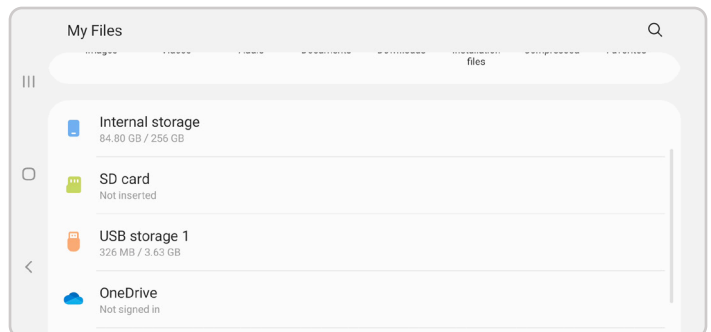 My Files
files
Internal storage
84.80 GB / 256 GB
SD card
Not inserted
USB storage 1
326 MB / 3.63 GB
OneDrive
Not signed in